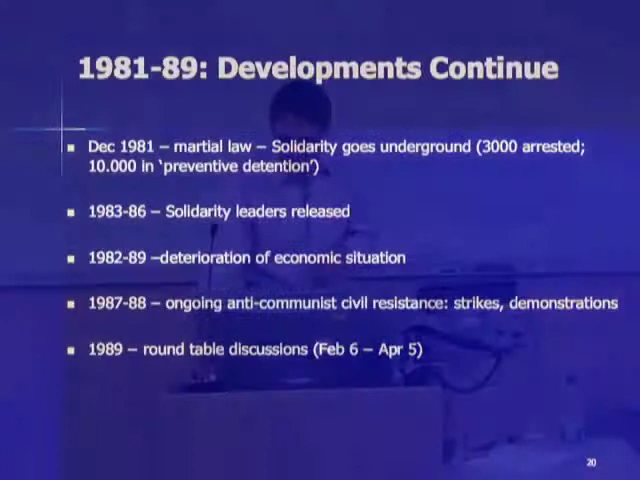 1981-89: Developments Continue
Dec 1981 – martial law – Solidarity goes underground (3000 arrested;
10.000 in ‘preventive detention’)
1983-86 – Solidarity leaders released
1982-89 –deterioration of economic situation
1987-88 – ongoing anti-communist civil resistance: strikes, demonstrations
1989 – round table discussions (Feb 6 – Apr 5)
20